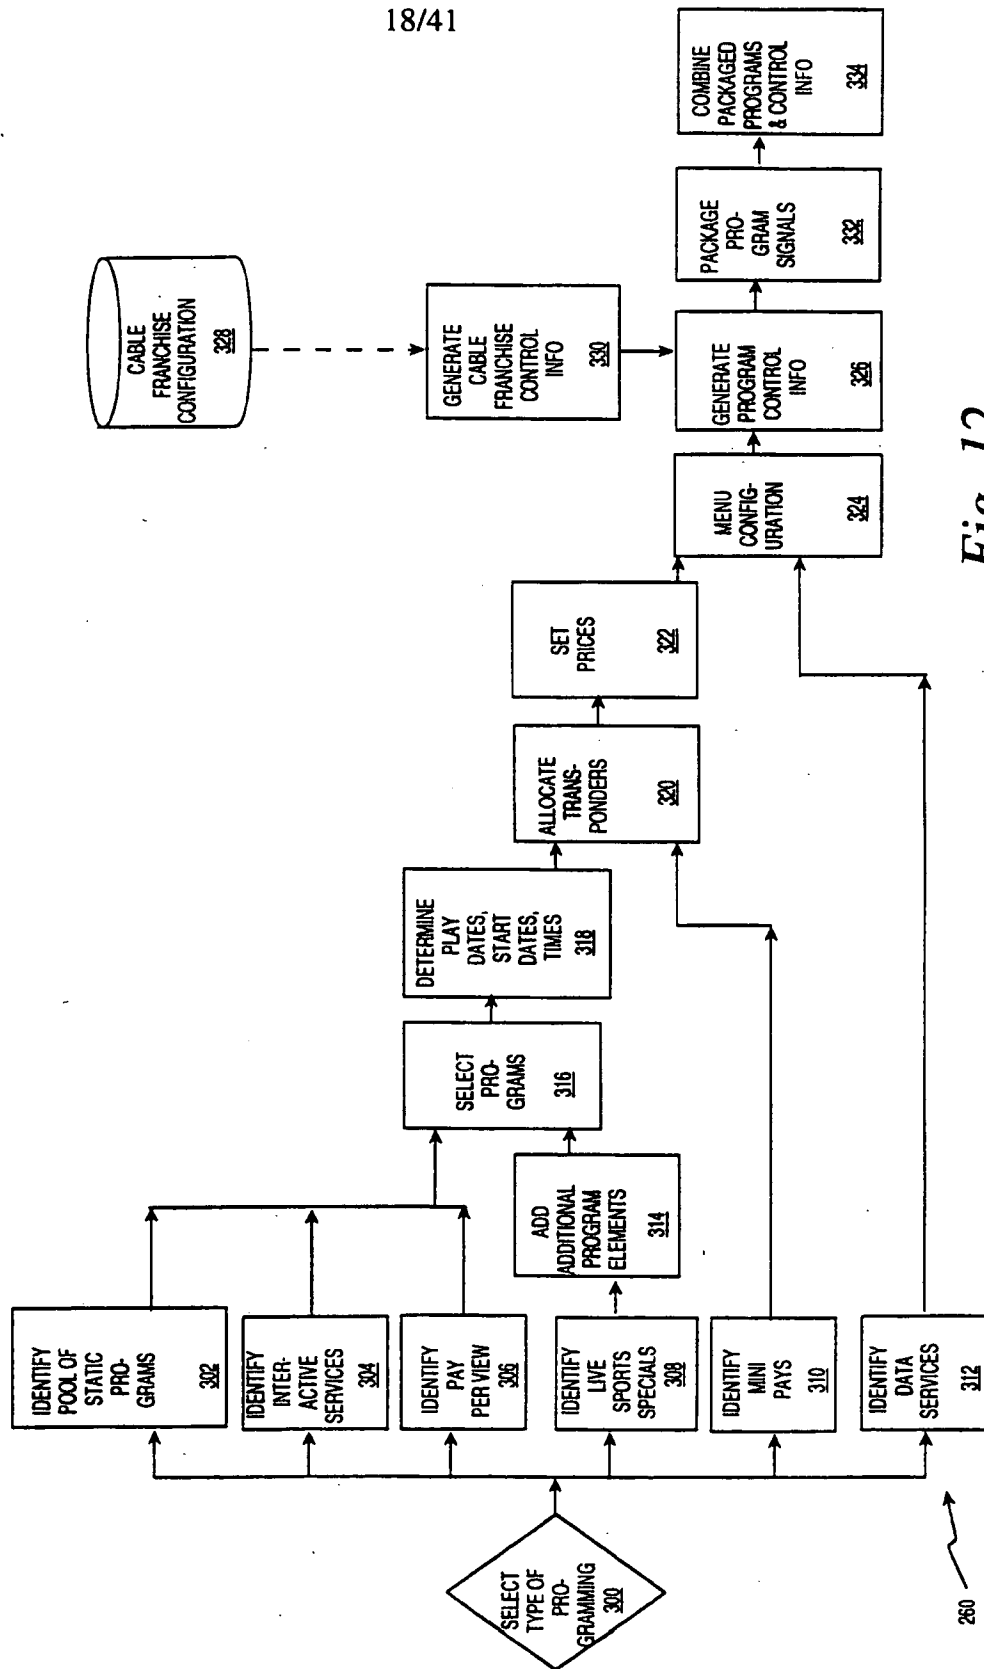 18/41
SELECT
TYPE OF
PRO-
GRAMMING
300
IDENTIFY
POOL OF
STATIC
PRO-
GRAMS
302
IDENTIFY
INTER-
ACTIVE
SERVICES
304
IDENTIFY
PAY
PER VIEW
306
IDENTIFY
LIVE
SPORTS
SPECIALS
308
IDENTIFY
MINI
PAYS
310
IDENTIFY
DATA
SERVICES
312
ADD
ADDITIONAL
PROGRAM
ELEMENTS
314
SELECT
PRO-
GRAMS
316
DETERMINE
PLAY
DATES,
START
DATES,
TIMES
318
ALLOCATE
TRANS-
PONDERS
320
SET
PRICES
322
MENU
CONFIG-
URATION
324
CABLE
FRANCHISE
CONFIGURATION
328
GENERATE
CABLE
FRANCHISE
CONTROL
INFO
330
GENERATE
PROGRAM
CONTROL
INFO
326
PACKAGE
PRO-
GRAM
SIGNALS
332
COMBINE
PACKAGED
PROGRAMS
& CONTROL
INFO
334
260
Fig. 12